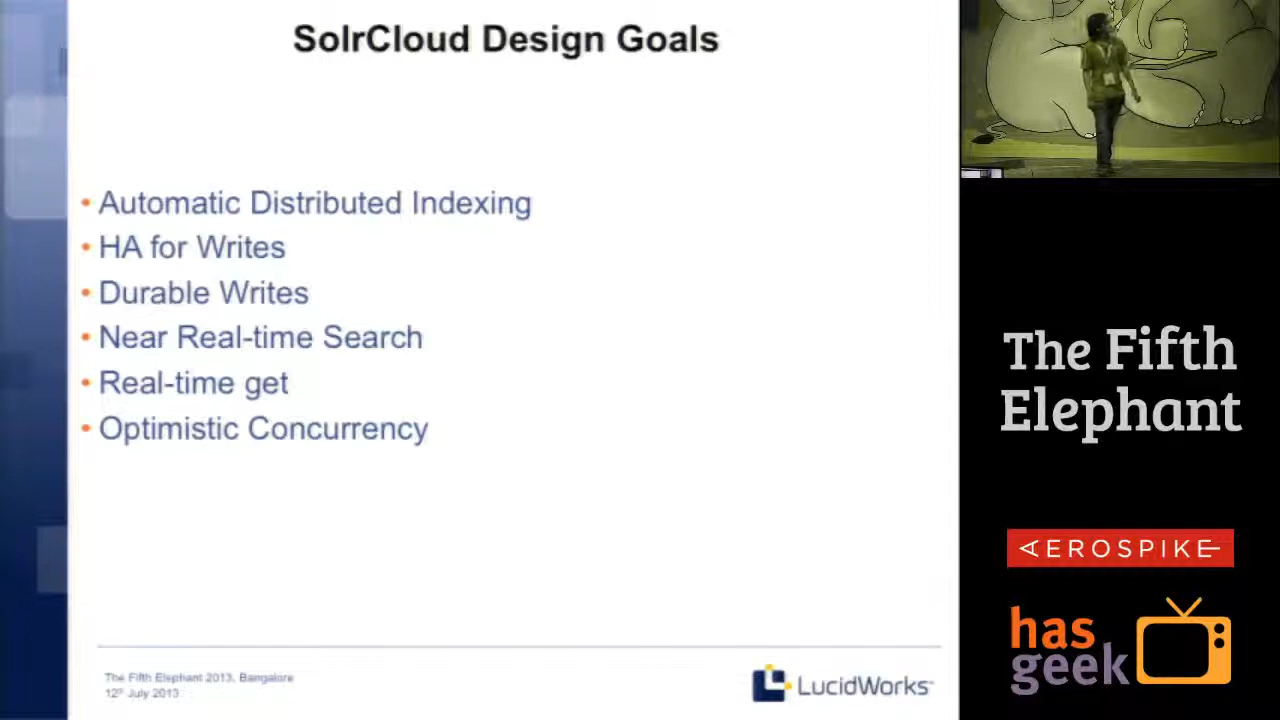 SolrCloud Design Goals
• Automatic Distributed Indexing
• HA for Writes
• Durable Writes
• Near Real-time Search
• Real-time get
• Optimistic Concurrency
The Fifth Elephant 2013, Bangalore
12th July 2013
LucidWorks
The Fifth
Elephant
AEROSPIKE
has
geek